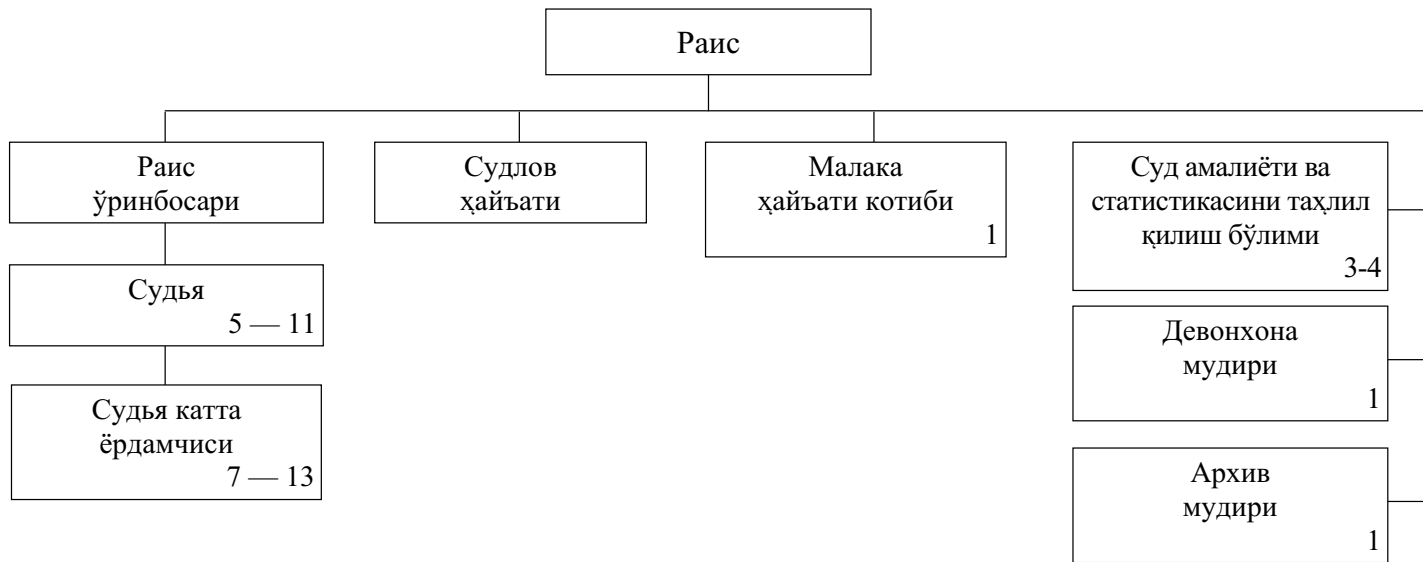 Раис
Раис
ўринбосари
Судья
5 — 11
Судья катта
ёрдамчиси
7 — 13
Судлов
ҳайъати
Малака
ҳайъати котиби
1
Суд амалиёти ва
статистикасини таҳлил
қилиш бўлими
3-4
Девонхона
мудири
1
Архив
мудири
1